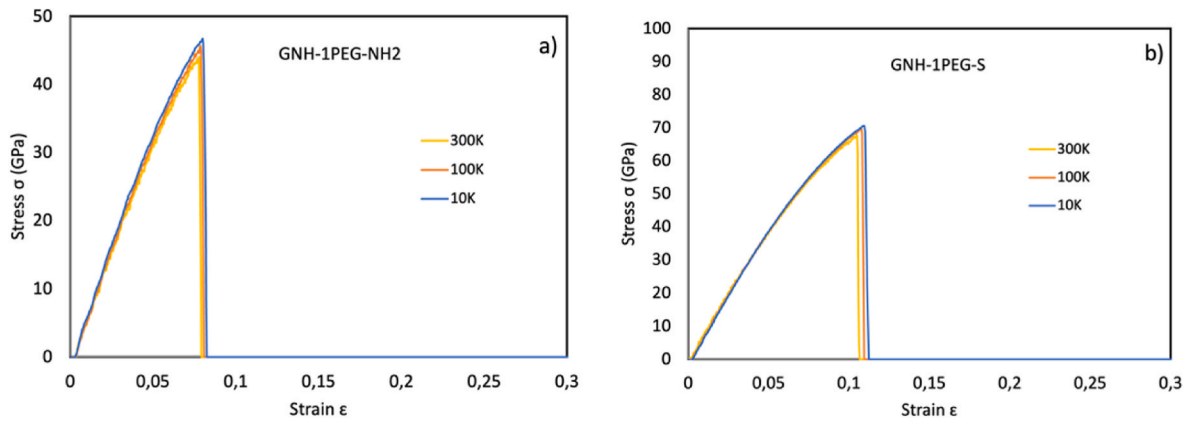 50
40
30
20
10
0
Stress σ (GPa)
GNH-1PEG-NH2
a)
300K
100K
10K
0 0,05 0,1 0,15 0,2 0,25 0,3
Strain ε
100
90
80
70
60
50
40
30
20
10
0
Stress σ (GPa)
GNH-1PEG-S
b)
300K
100K
10K
0 0,05 0,1 0,15 0,2 0,25 0,3
Strain ε